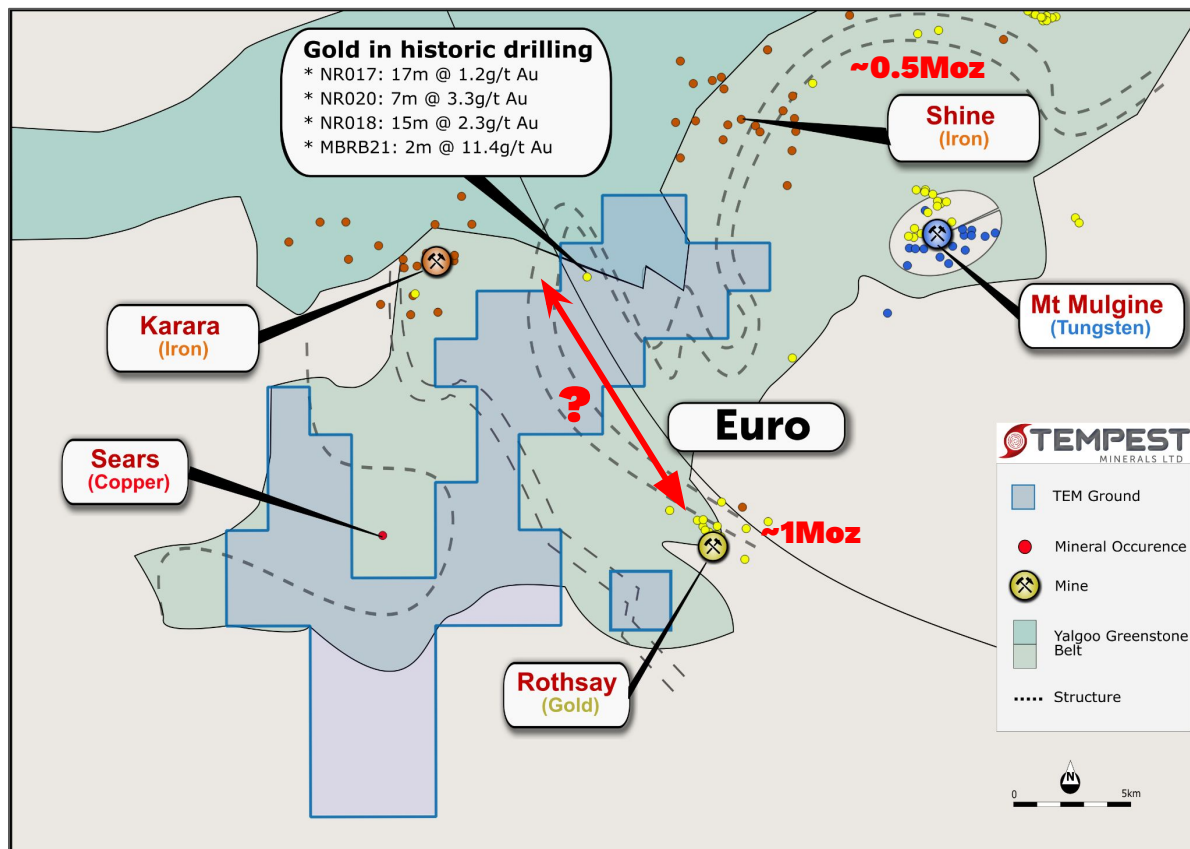 Gold in historic drilling
* NR017: 17m @ 1.2g/t Au
* NR020: 7m @ 3.3g/t Au
* NR018: 15m @ 2.3g/t Au
* MBRB21: 2m @ 11.4g/t Au
~0.5Moz
Shine
(Iron)
Karara
(Iron)
Mt Mulgine
(Tungsten)
?
Euro
Sears
(Copper)
~1Moz
Rothsay
(Gold)
TEMPEST
MINERALS LTD
TEM Ground
Mineral Occurence
Mine
Yalgoo Greenstone
Belt
Structure
N
0 5km